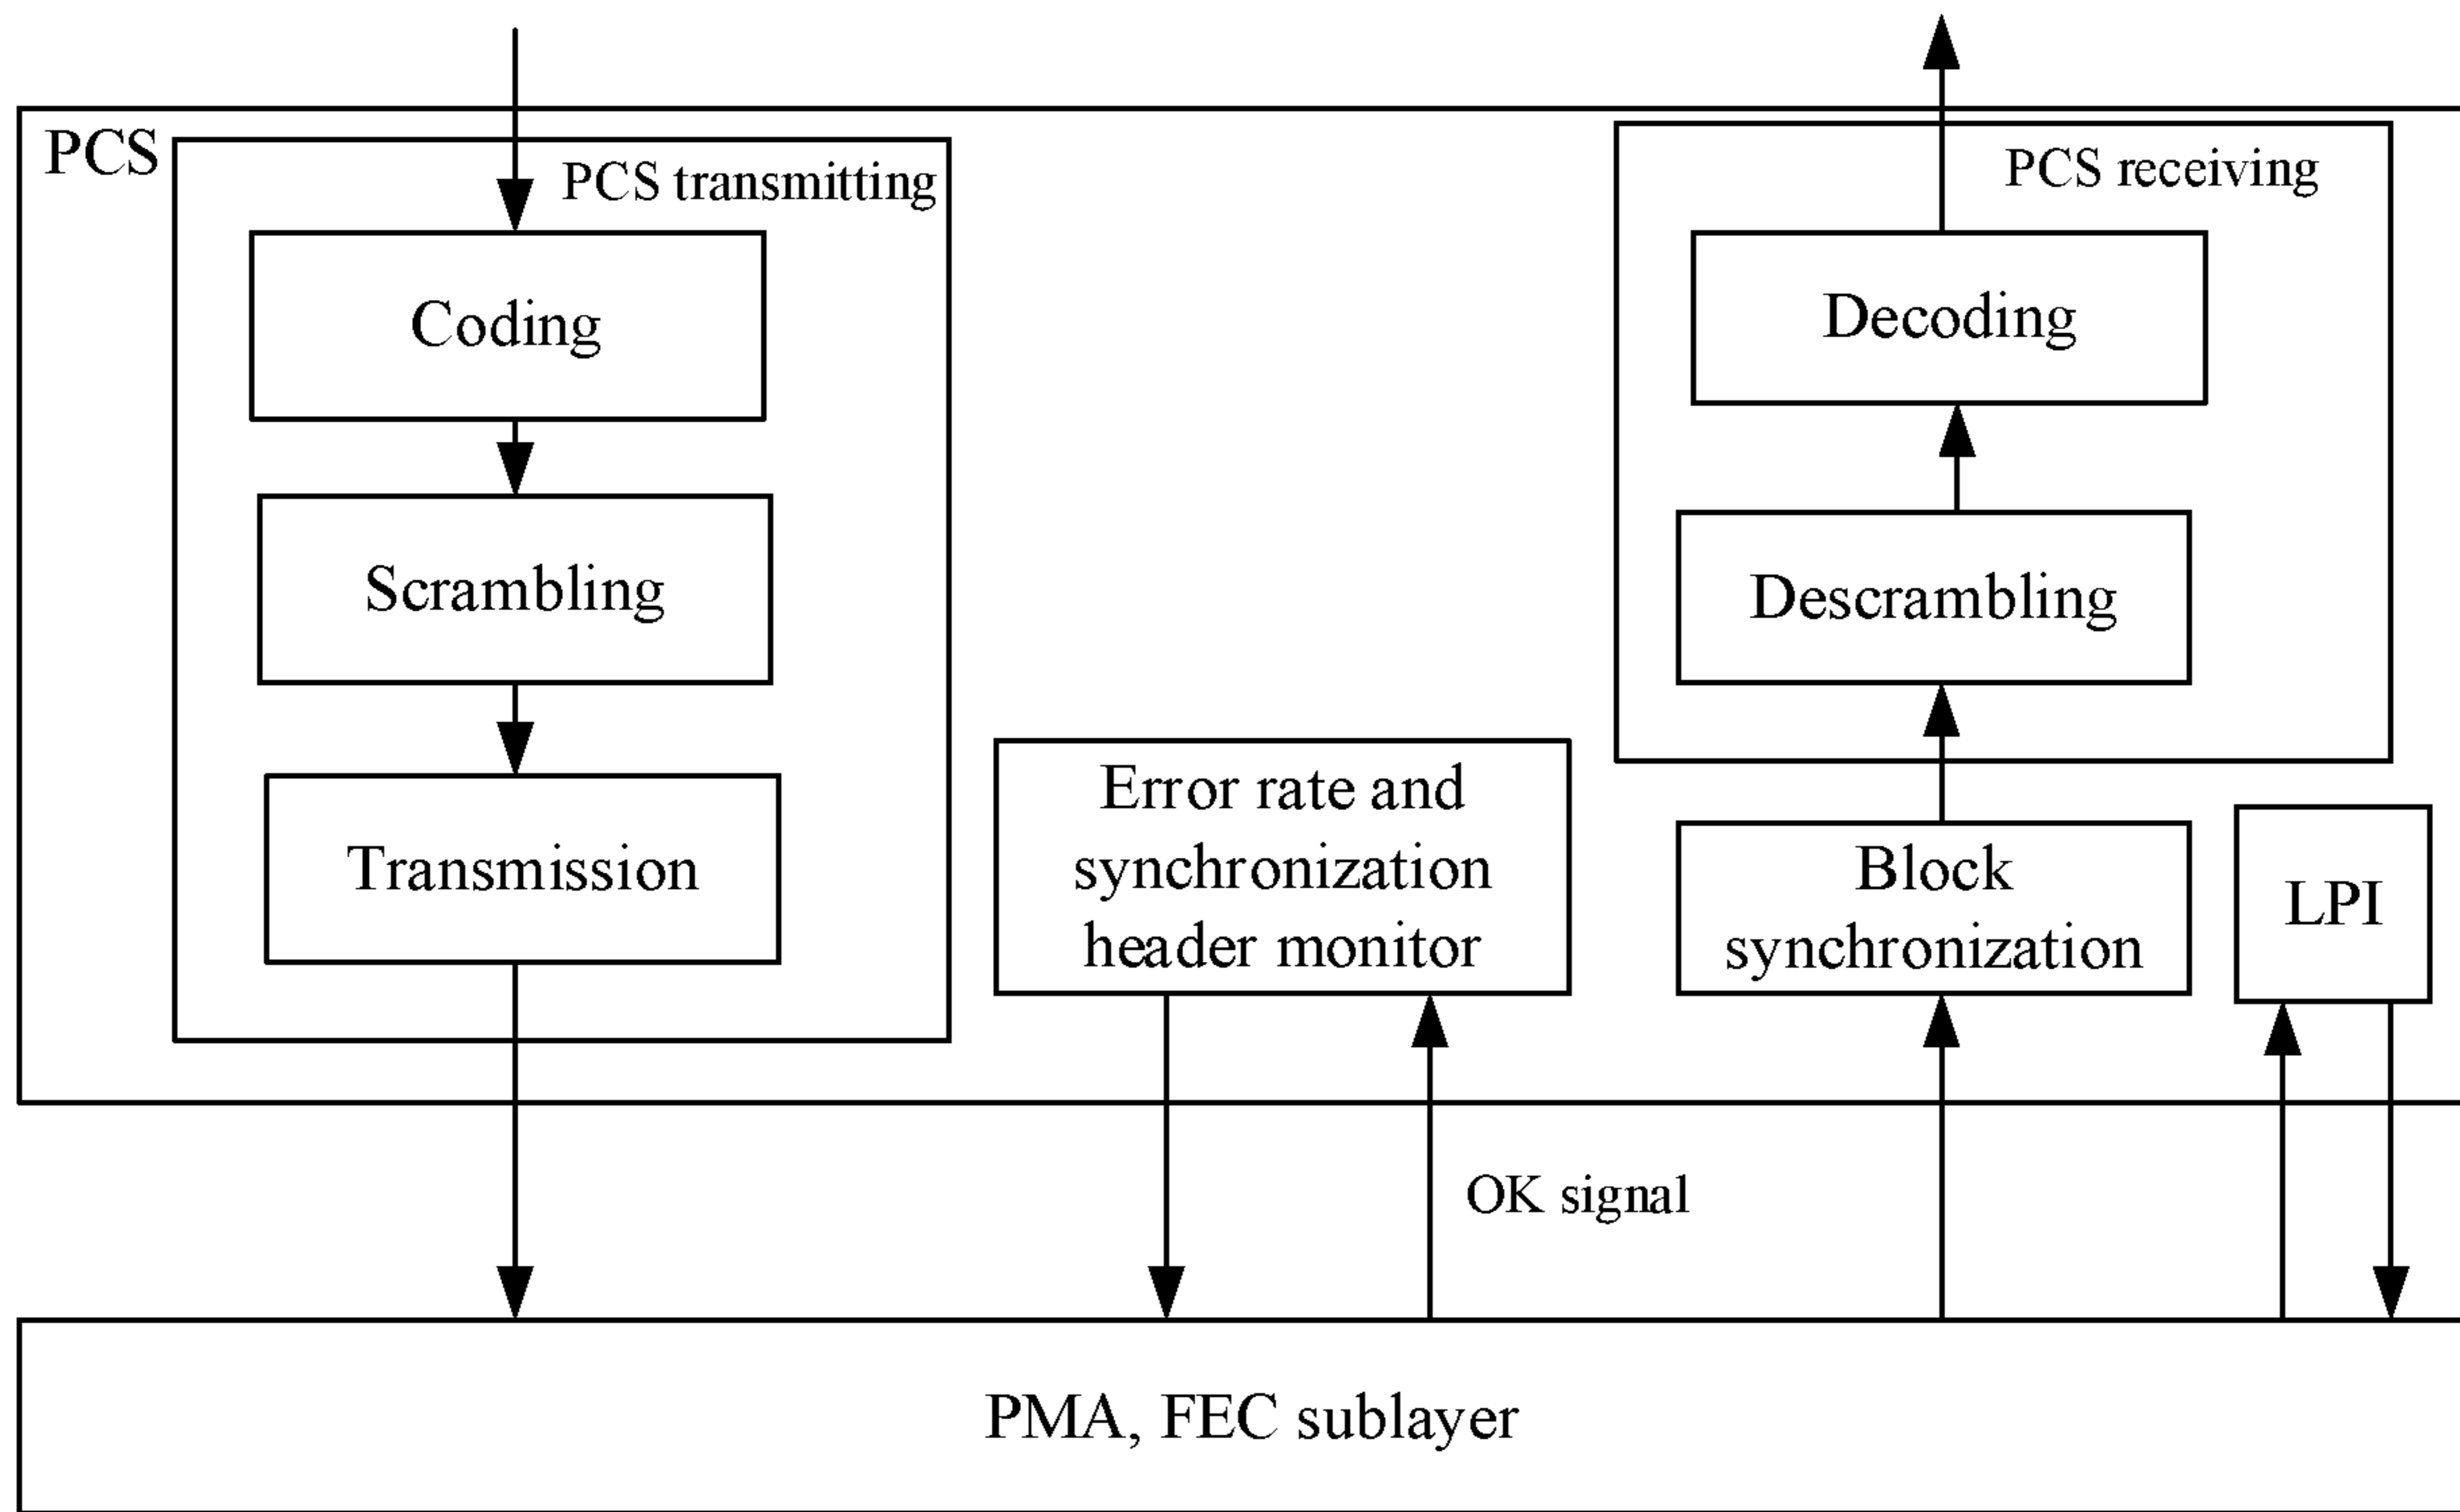 PCS
PCS transmitting
Coding
Scrambling
Transmission
Error rate and
synchronization
header monitor
PCS receiving
Decoding
Descrambling
Block
synchronization
LPI
OK signal
PMA, FEC sublayer